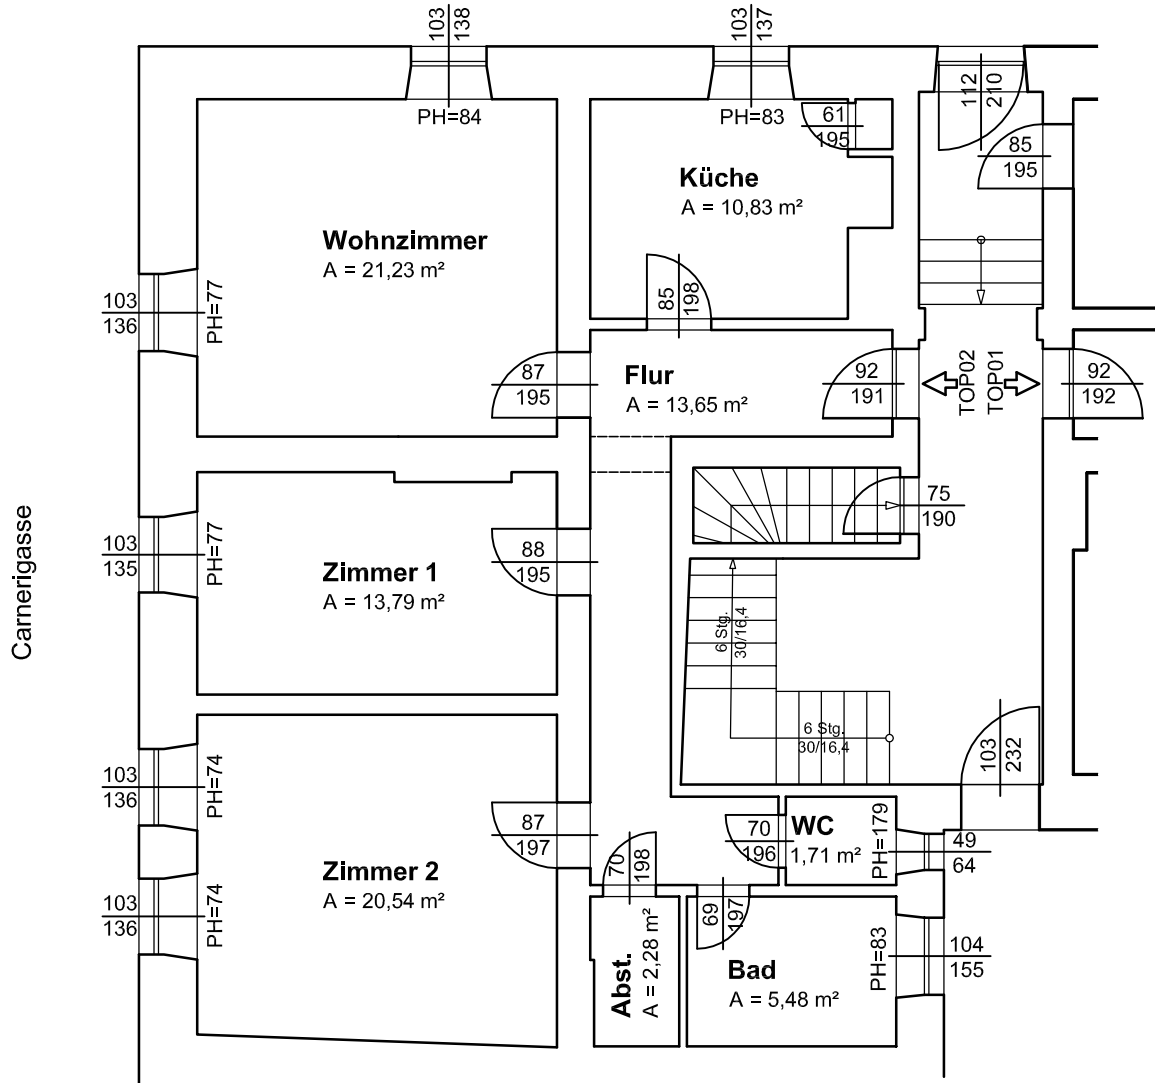 103
138
103
137
PH=84
PH=83
61
195
112
210
85
195
Küche
A = 10,83 m²
Wohnzimmer
A = 21,23 m²
103
136
PH=77
85
198
87
195
Flur
A = 13,65 m²
92
191
TOP02
TOP01
92
192
75
190
Carnerigasse
103
135
PH=77
88
195
Zimmer 1
A = 13,79 m²
6 Stg.
30/16,4
6 Stg.
30/16,4
103
232
103
136
PH=74
87
197
Zimmer 2
A = 20,54 m²
103
136
PH=74
70
198
70
196
WC
1,71 m²
PH=179
49
64
69
197
Abst.
A = 2,28 m²
Bad
A = 5,48 m²
PH=83
104
155